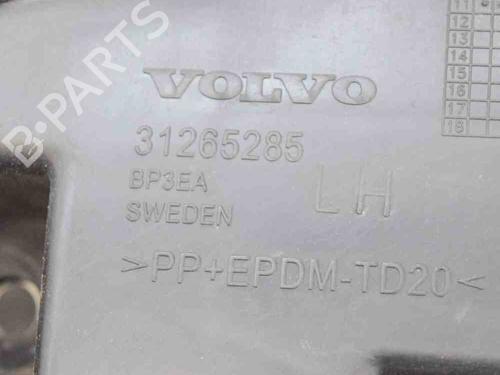 B-PARTS
11
12
13
14
15
16
17
18
VOLVO
31265285
BP3EA
LH
SWEDEN
>PP+EPDM-TD20<